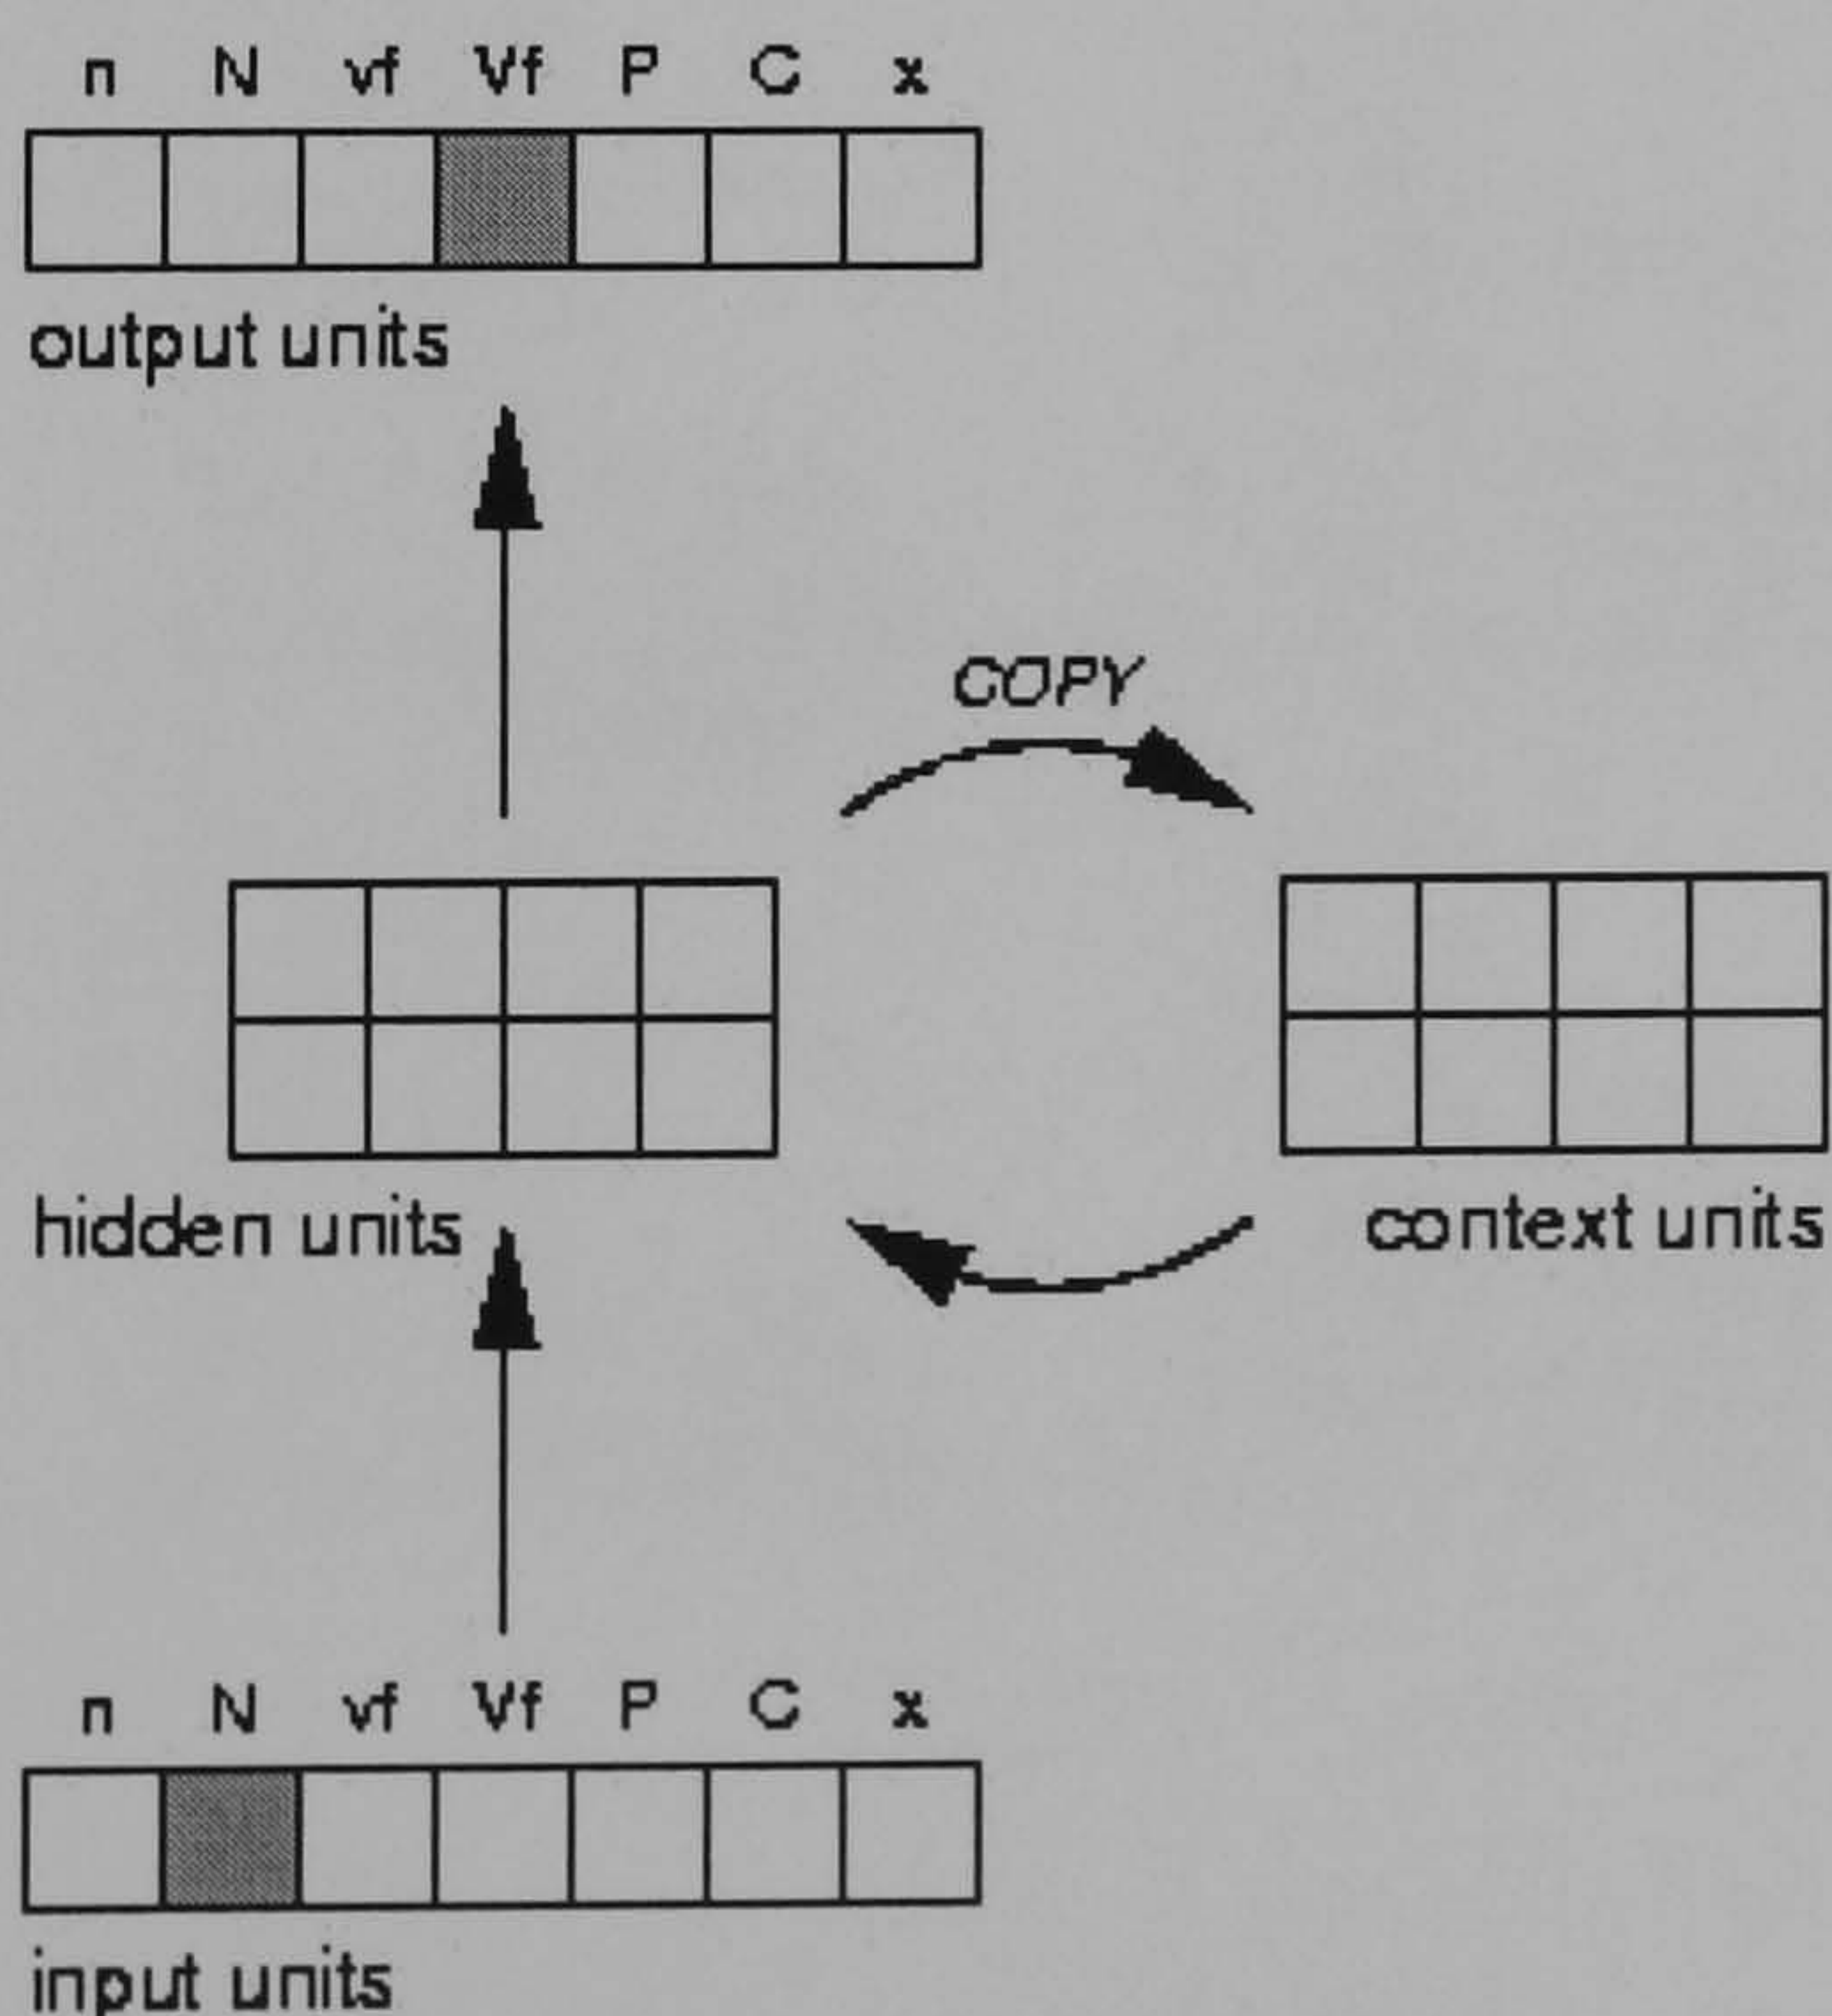 n N vf Vf P C x
output units
COPY
hidden units
context units
n N vf Vf P C x
input units